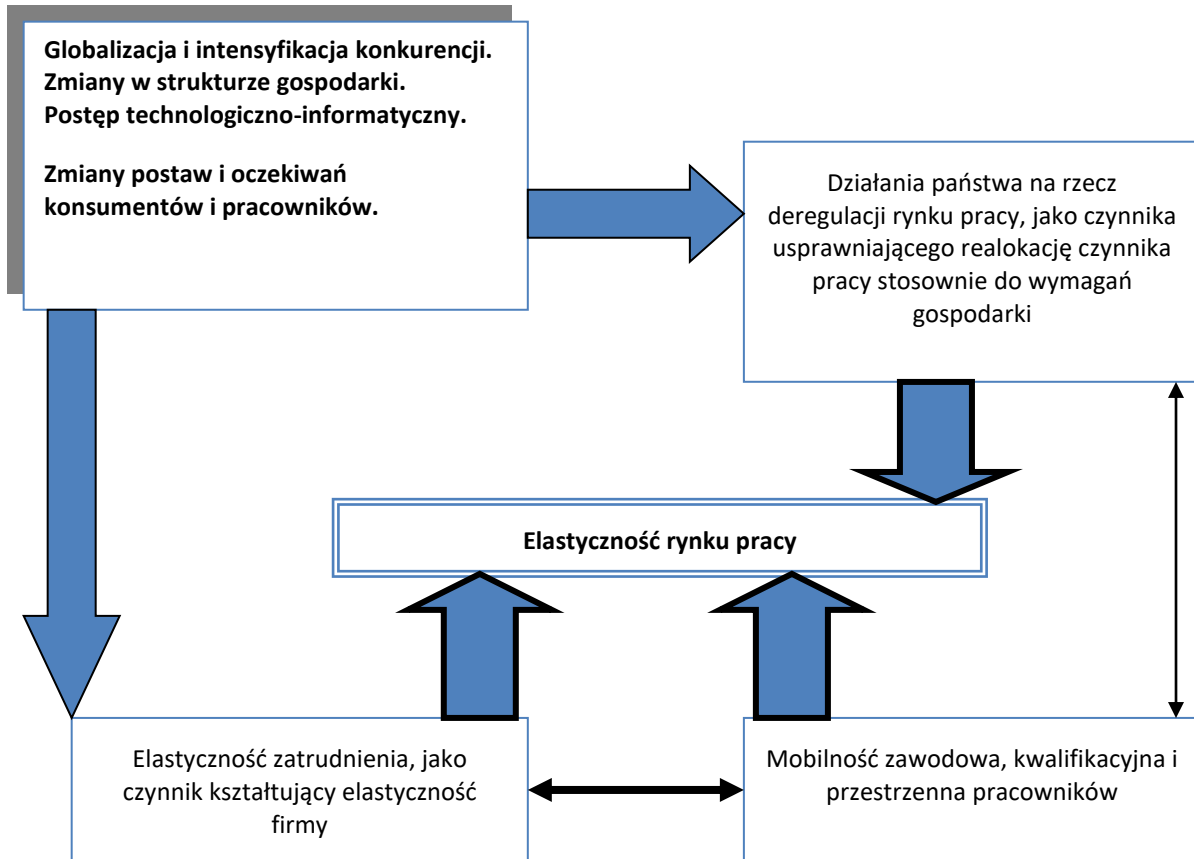 Globalizacja i intensyfikacja konkurencji.
Zmiany w strukturze gospodarki.
Postęp technologiczno-informatyczny.
Zmiany postaw i oczekiwań
konsumentów i pracowników.
Działania państwa na rzecz
deregulacji rynku pracy, jako czynnika
usprawniającego realokację czynnika
pracy stosownie do wymagań
gospodarki
Elastyczność rynku pracy
Elastyczność zatrudnienia, jako
czynnik kształtujący elastyczność
firmy
Mobilność zawodowa, kwalifikacyjna i
przestrzenna pracowników